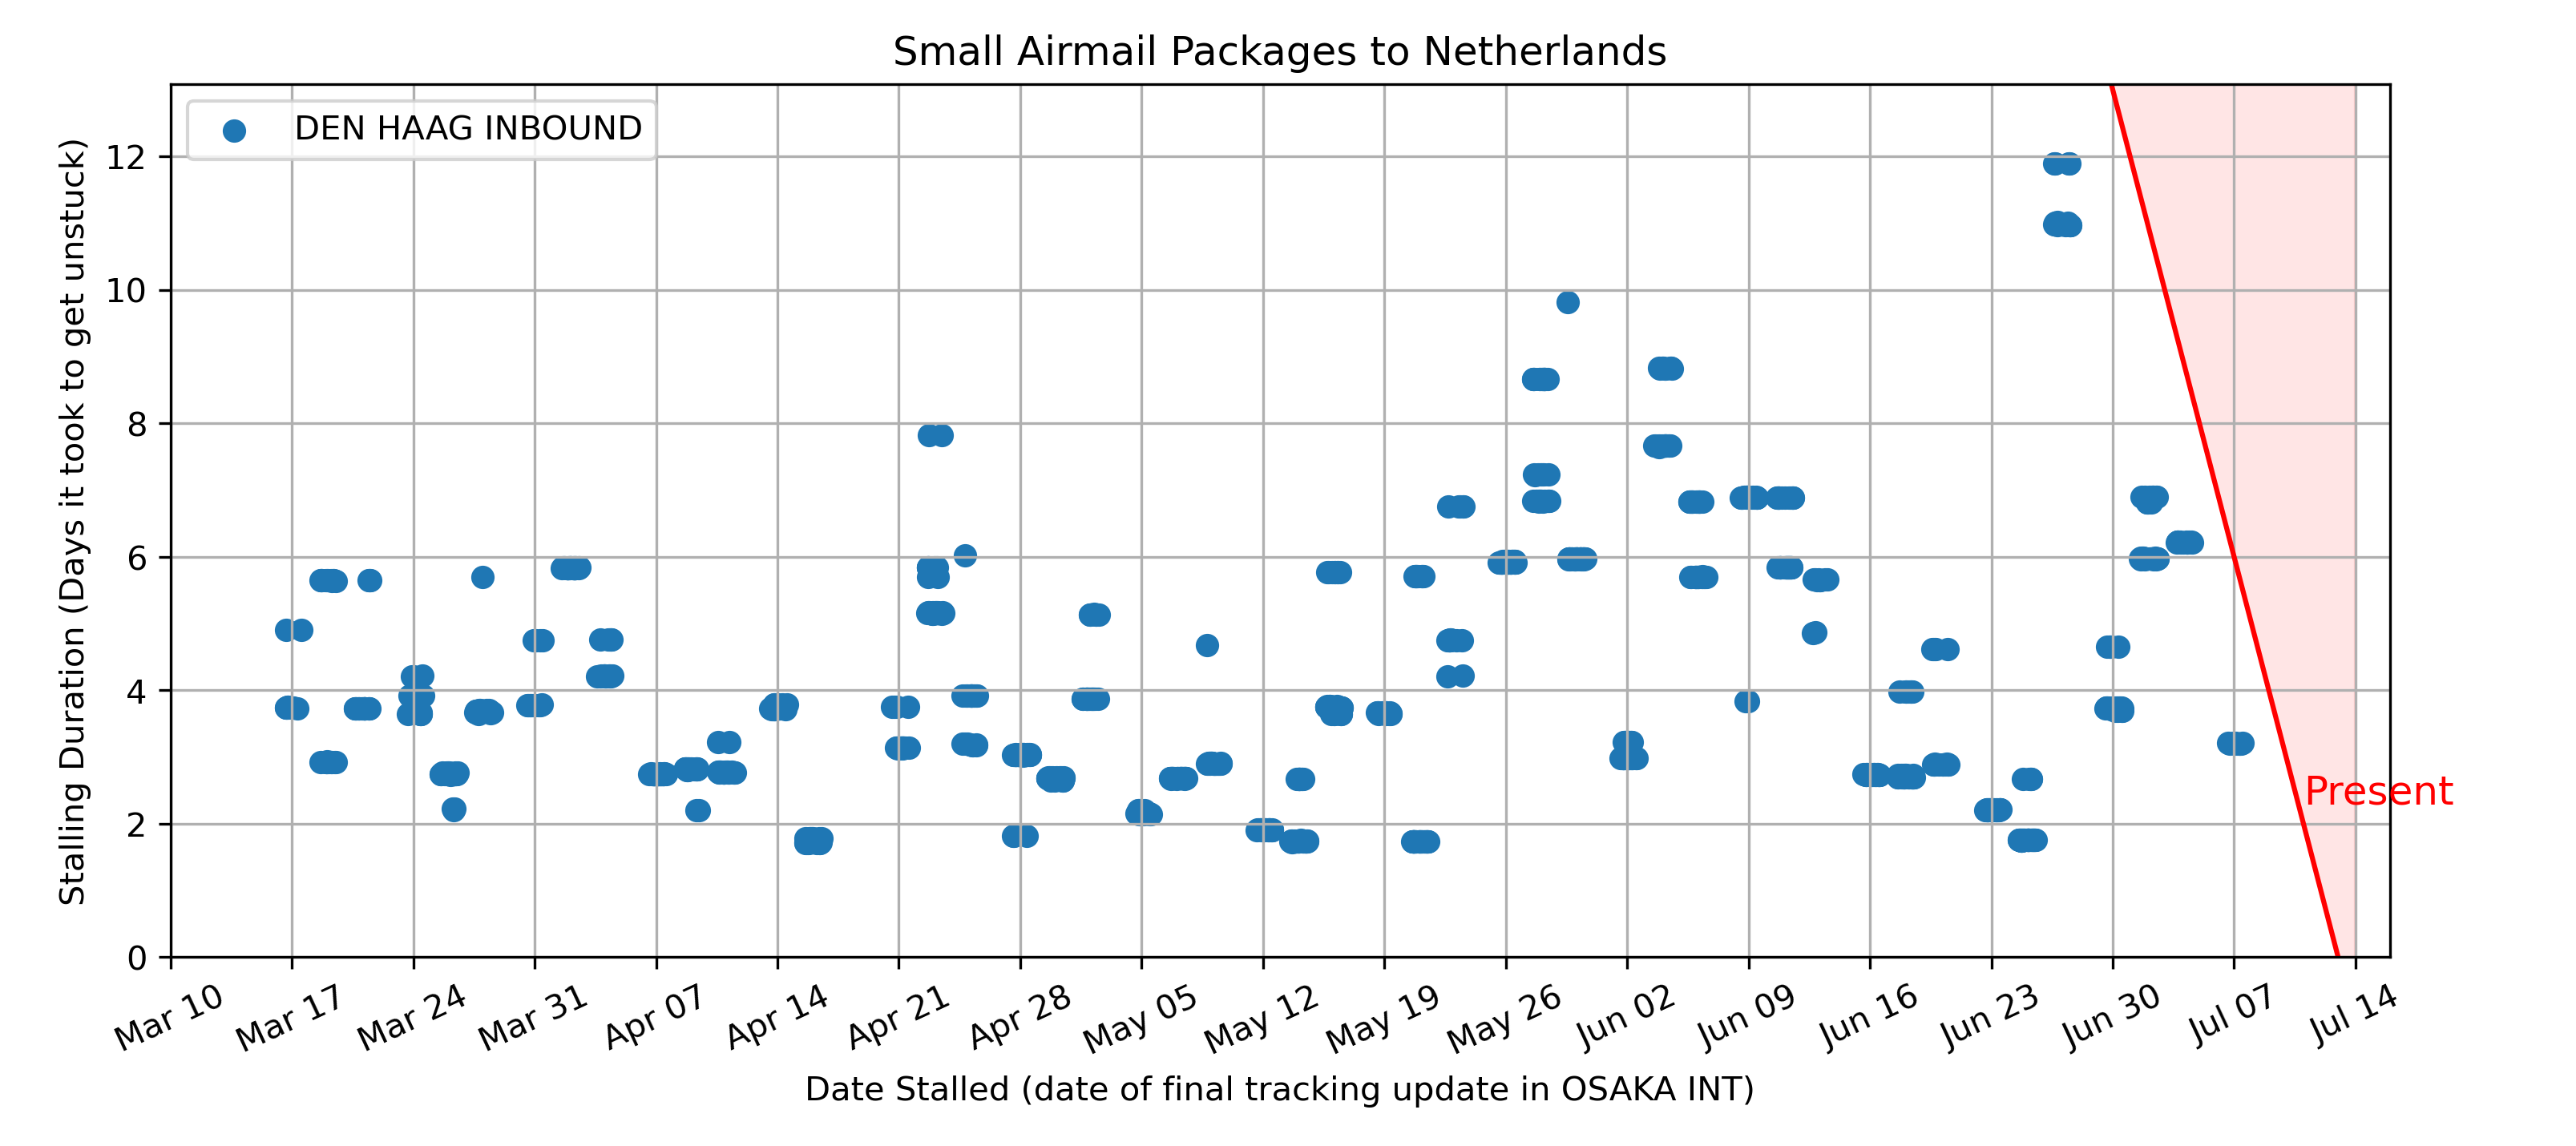 Small Airmail Packages to Netherlands
DEN HAAG INBOUND
Stalling Duration (Days it took to get unstuck)
12
10
8
6
4
2
0
Present
Mar 10
Mar 17
Mar 24
Mar 31
Apr 07
Apr 14
Apr 21
Apr 28
May 05
May 12
May 19
May 26
Jun 02
Jun 09
Jun 16
Jun 23
Jun 30
Jul 07
Jul 14
Date Stalled (date of final tracking update in OSAKA INT)